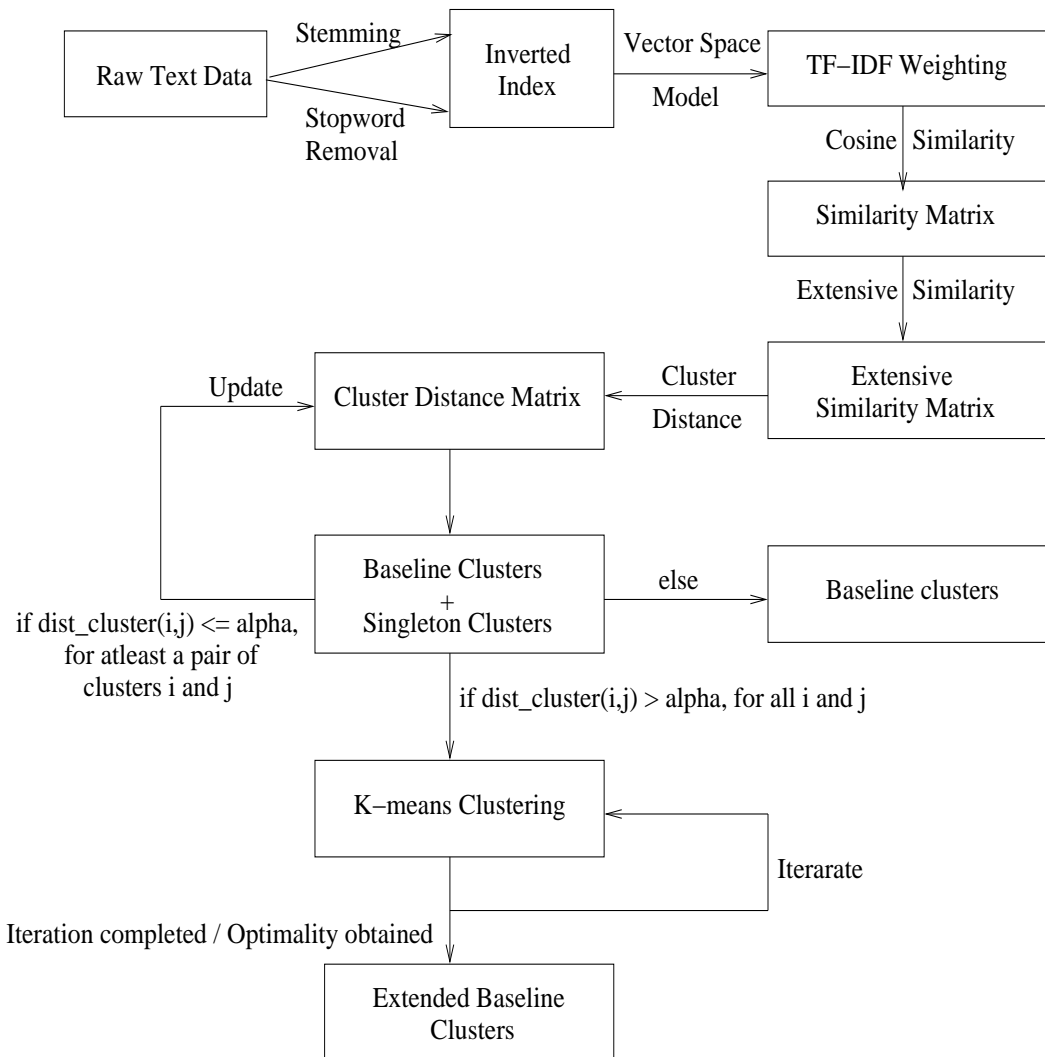 Raw Text Data
Stemming
Stopword
Removal
Inverted
Index
Vector Space
Model
TF−IDF Weighting
Cosine Similarity
Similarity Matrix
Extensive Similarity
Extensive
Similarity Matrix
Cluster
Distance
Cluster Distance Matrix
Update
Baseline Clusters
+
Singleton Clusters
else
Baseline clusters
if dist_cluster(i,j) <= alpha,
for atleast a pair of
clusters i and j
if dist_cluster(i,j) > alpha, for all i and j
K−means Clustering
Iterarate
Iteration completed / Optimality obtained
Extended Baseline
Clusters